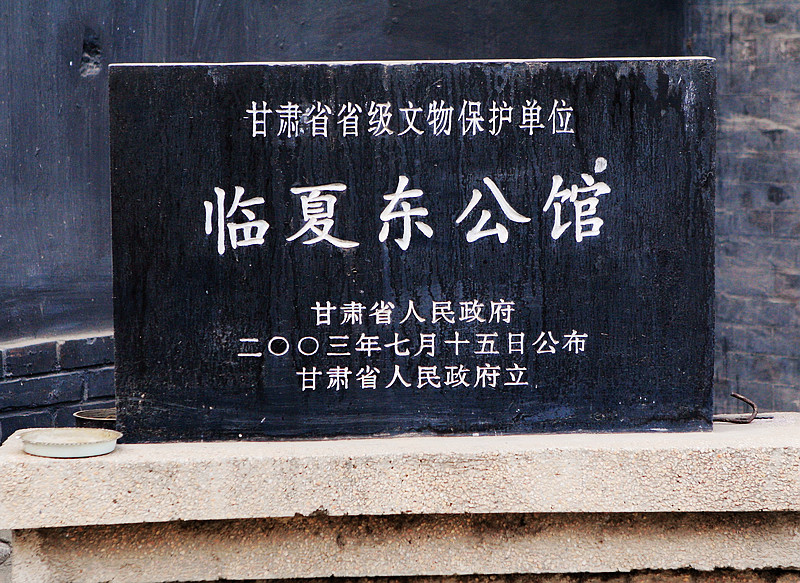 甘肃省省级文物保护单位
临夏东公馆
甘肃省人民政府
二〇〇三年七月十五日公布
甘肃省人民政府立